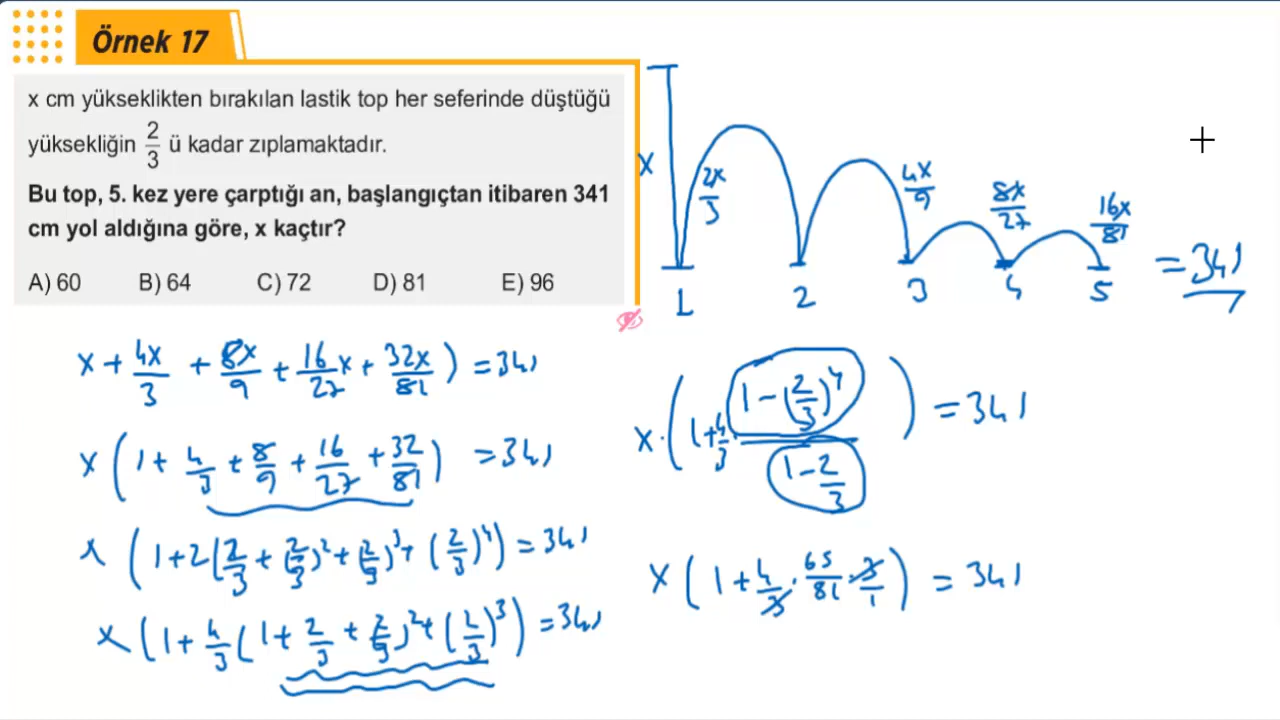 Örnek 17
x cm yükseklikten bırakılan lastik top her seferinde düştüğü
yüksekliğin 2/3 ü kadar zıplamaktadır.
Bu top, 5. kez yere çarptığı an, başlangıçtan itibaren 341
cm yol aldığına göre, x kaçtır?
A) 60 B) 64 C) 72 D) 81 E) 96
x 2x/3 4x/9 8x/27 16x/81 = 341
1 2 3 4 5
x + 4x/3 + 8x/9 + 16/27 x + 32x/81 ) = 341
x ( 1 + 4/3 + 8/9 + 16/27 + 32/81 ) = 341
x ( 1 + 2 ( 2/3 + (2/3)² + (2/3)³ + (2/3)⁴ ) = 341
x ( 1 + 4/3 ( 1 + 2/3 + (2/3)² + (2/3)³ ) = 341
x · ( 1 + 4/3 · (1 - (2/3)⁴) / (1 - 2/3) ) = 341
x ( 1 + 4/3 · 65/81 · 3/1 ) = 341